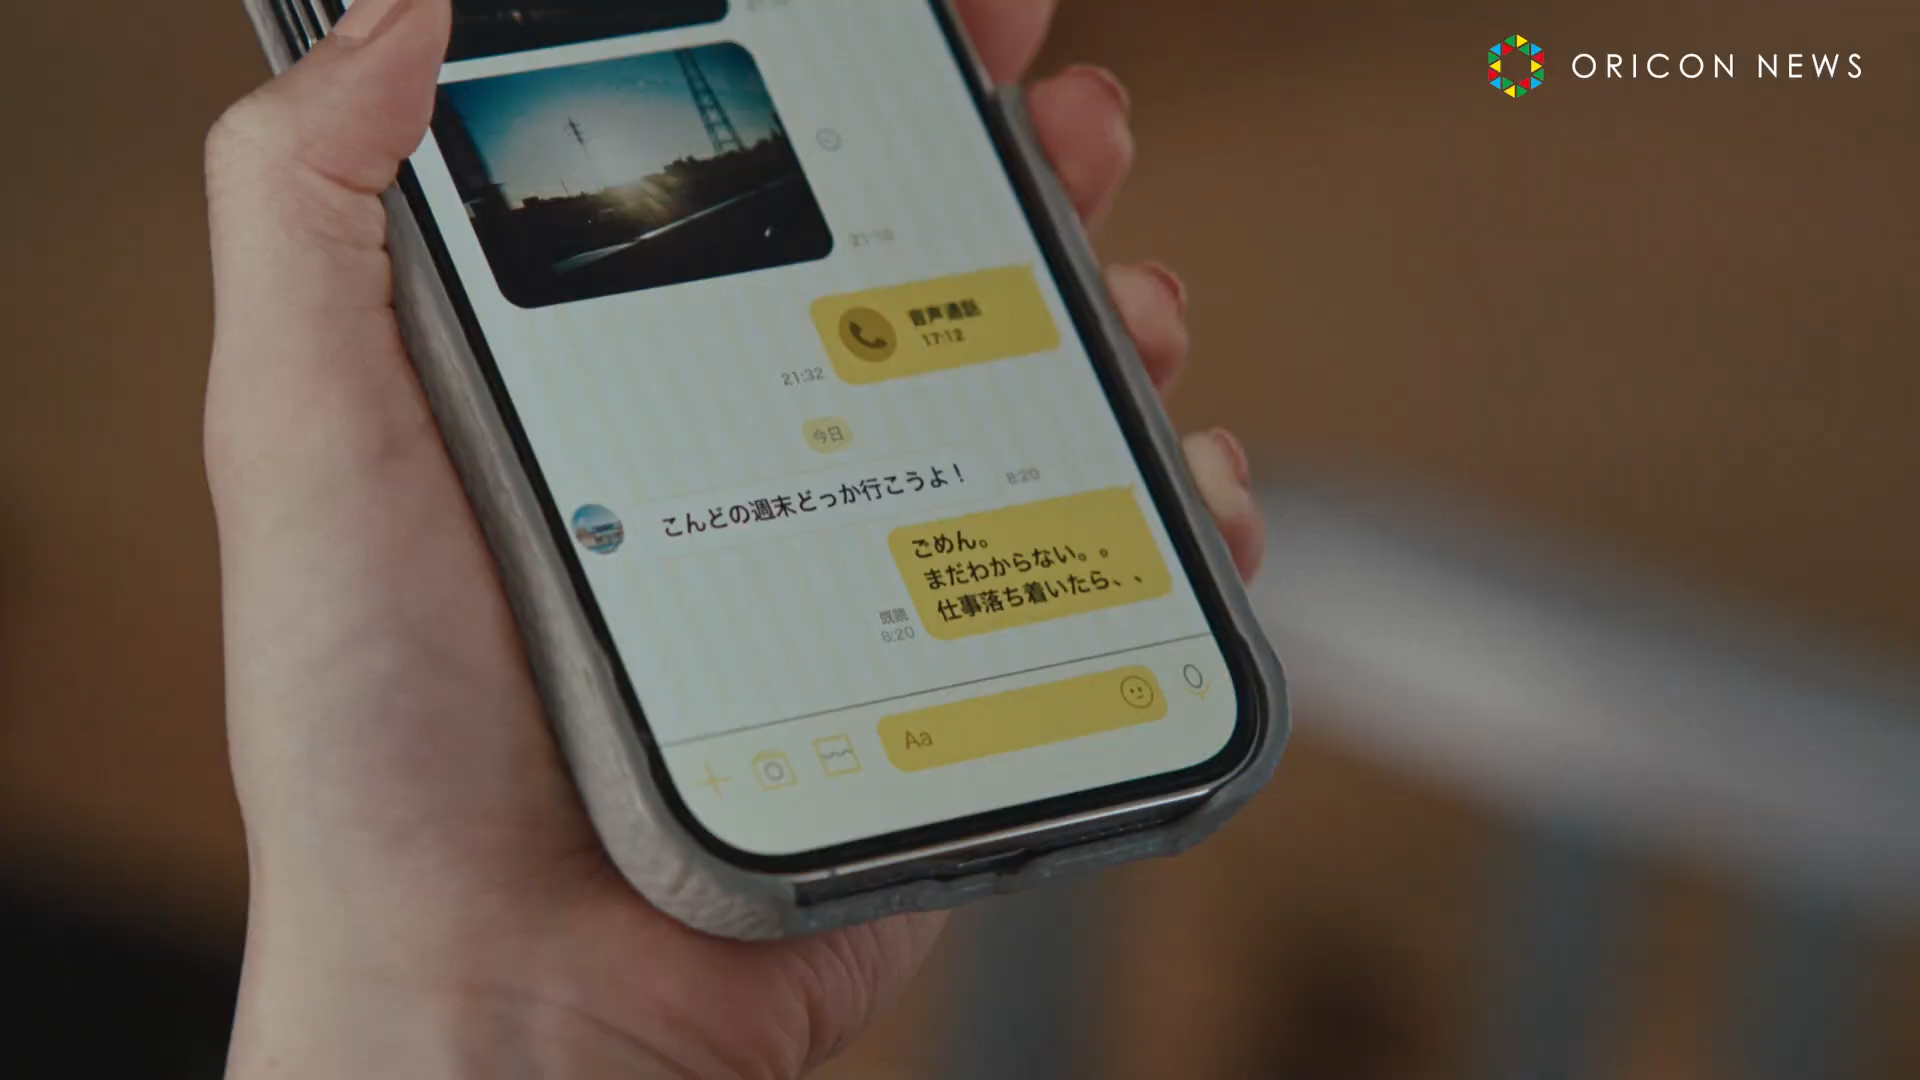 ORICON NEWS
21:18
音声通話
17:12
21:32
今日
こんどの週末どっか行こうよ！
8:20
ごめん。
まだわからない。。
仕事落ち着いたら、、
既読
8:20
Aa